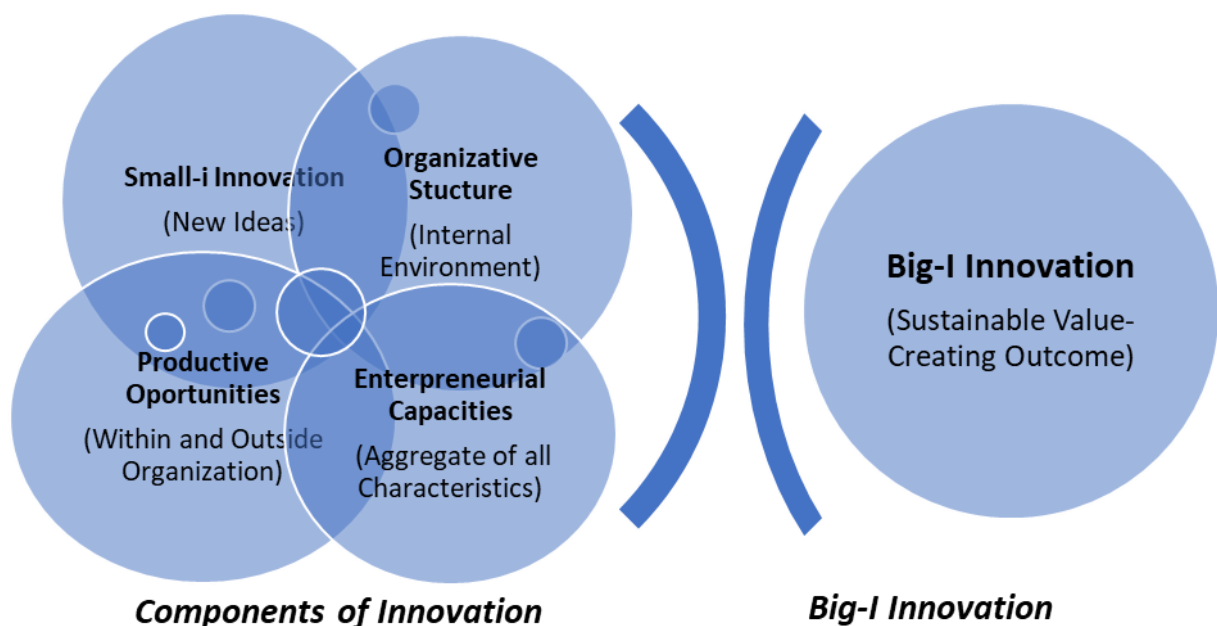 Small-i Innovation
(New Ideas)
Organizative
Stucture
(Internal
Environment)
Productive
Oportunities
(Within and Outside
Organization)
Enterpreneurial
Capacities
(Aggregate of all
Characteristics)
Big-I Innovation
(Sustainable Value-
Creating Outcome)
Components of Innovation
Big-I Innovation